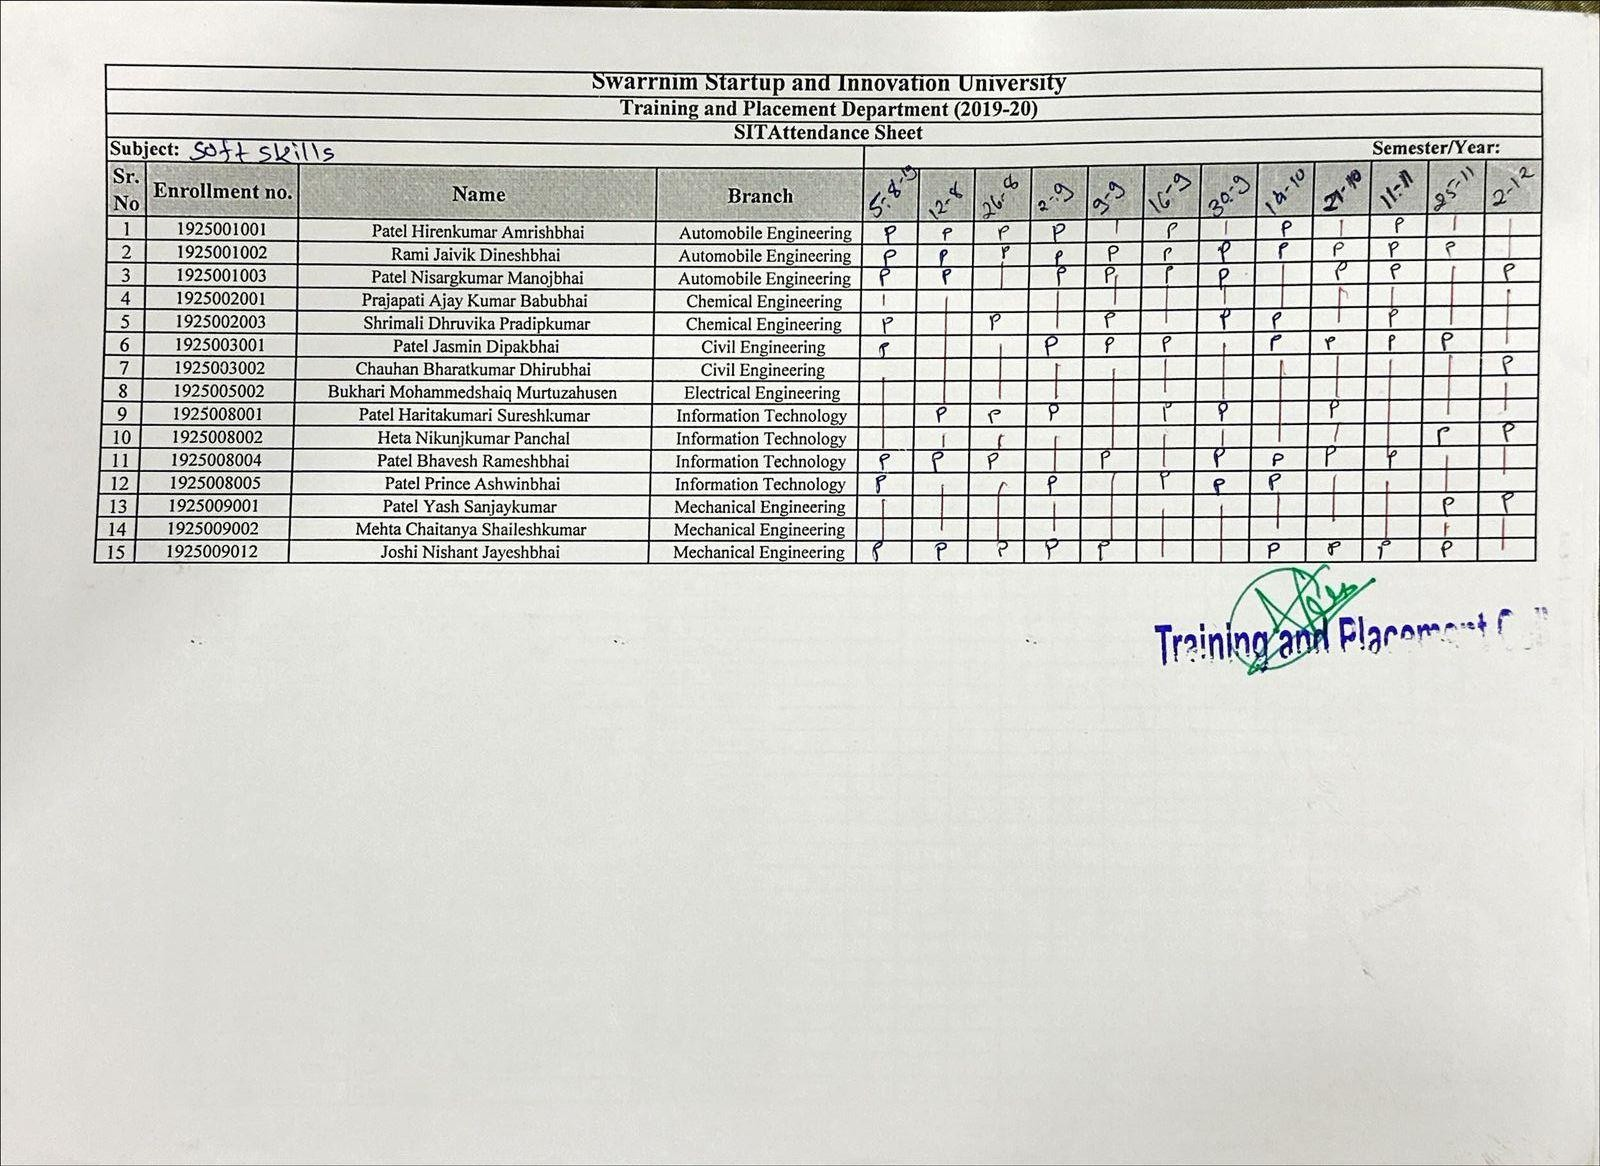 Swarrnim Startup and Innovation University
Training and Placement Department (2019-20)
SITAttendance Sheet
Subject: Soft Skills Semester/Year:
Sr. No Enrollment no. Name Branch 5-8-19 12-8 26-8 2-9 9-9 16-9 30-9 14-10 21-10 11-11 25-11 2-12
1 1925001001 Patel Hirenkumar Amrishbhai Automobile Engineering P P P P | P | P | P | |
2 1925001002 Rami Jaivik Dineshbhai Automobile Engineering P P P P P P P P P P P |
3 1925001003 Patel Nisargkumar Manojbhai Automobile Engineering P P | P P P P | P P | P
4 1925002001 Prajapati Ajay Kumar Babubhai Chemical Engineering | | | | | | | | | | | |
5 1925002003 Shrimali Dhruvika Pradipkumar Chemical Engineering P | P | P | P P | P | |
6 1925003001 Patel Jasmin Dipakbhai Civil Engineering P | | P P P | P P P P |
7 1925003002 Chauhan Bharatkumar Dhirubhai Civil Engineering | | | | | | | | | | P
8 1925005002 Bukhari Mohammedshaiq Murtuzahusen Electrical Engineering | | | | | | | | | | | |
9 1925008001 Patel Haritakumari Sureshkumar Information Technology | P P P | P P | P | | |
10 1925008002 Heta Nikunjkumar Panchal Information Technology | | | | | | | | | | P P
11 1925008004 Patel Bhavesh Rameshbhai Information Technology P P P | P | P P P P | |
12 1925008005 Patel Prince Ashwinbhai Information Technology P | | P | P P P | | | |
13 1925009001 Patel Yash Sanjaykumar Mechanical Engineering | | | | | | | | | | P P
14 1925009002 Mehta Chaitanya Shaileshkumar Mechanical Engineering | | | | | | | | | | | |
15 1925009012 Joshi Nishant Jayeshbhai Mechanical Engineering P P P P P | | P P P P |
Training and Placement